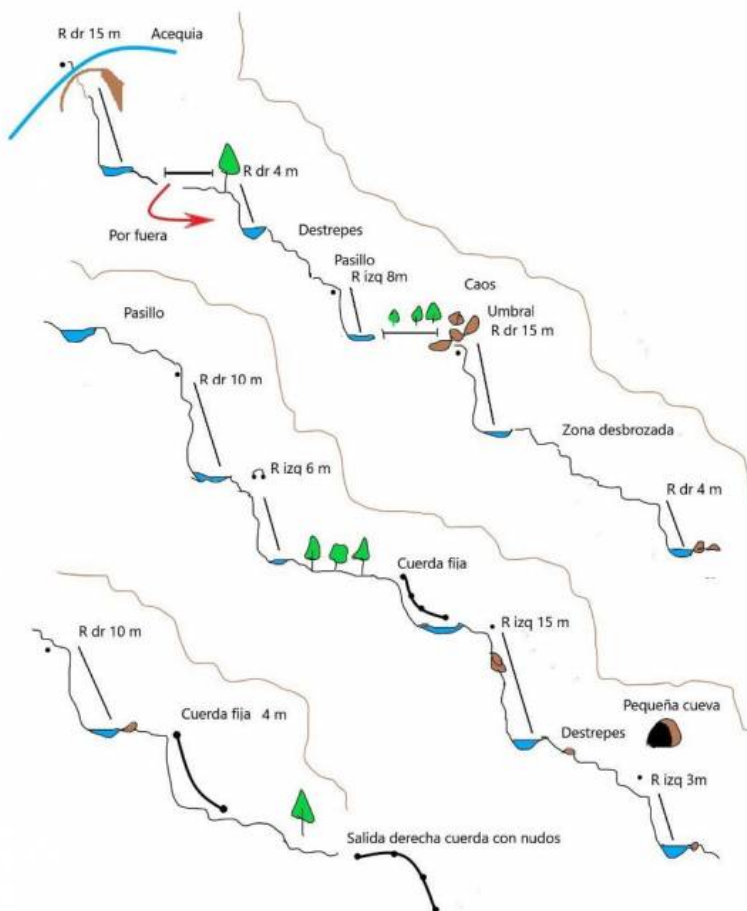 R dr 15 m
Acequia
R dr 4 m
Por fuera
Destrepes
Pasillo
R izq 8m
Caos
Umbral
R dr 15 m
Zona desbrozada
R dr 4 m
Pasillo
R dr 10 m
R izq 6 m
Cuerda fija
R izq 15 m
Pequeña cueva
Destrepes
R izq 3m
R dr 10 m
Cuerda fija 4 m
Salida derecha cuerda con nudos